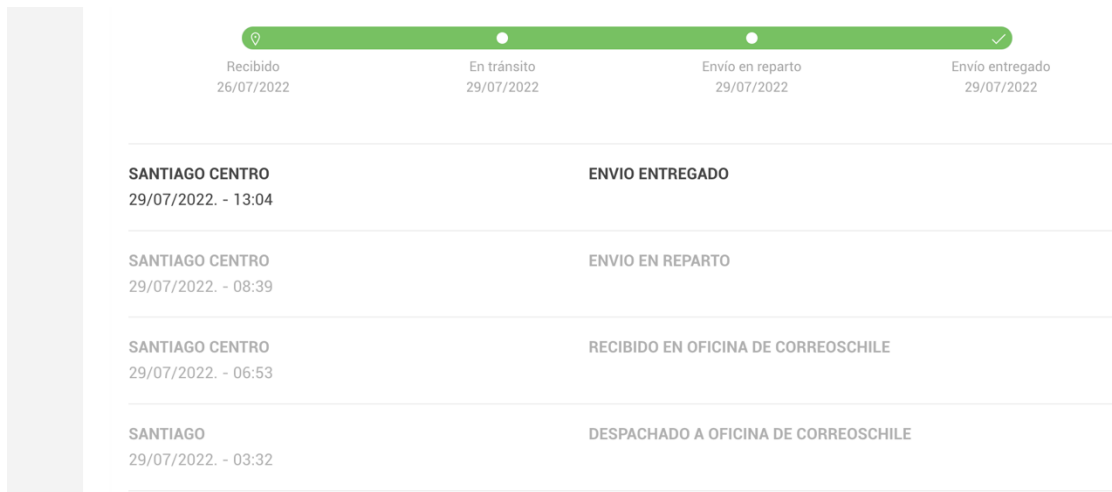 Recibido
26/07/2022
En tránsito
29/07/2022
Envío en reparto
29/07/2022
Envío entregado
29/07/2022
SANTIAGO CENTRO
29/07/2022. - 13:04
ENVIO ENTREGADO
SANTIAGO CENTRO
29/07/2022. - 08:39
ENVIO EN REPARTO
SANTIAGO CENTRO
29/07/2022. - 06:53
RECIBIDO EN OFICINA DE CORREOSCHILE
SANTIAGO
29/07/2022. - 03:32
DESPACHADO A OFICINA DE CORREOSCHILE